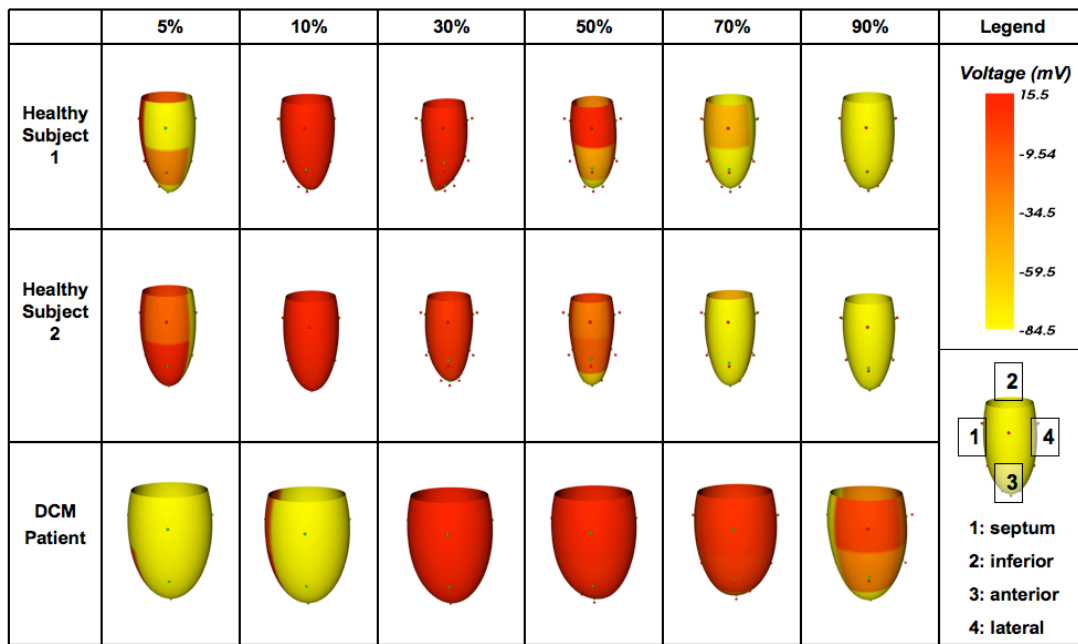 5% 10% 30% 50% 70% 90% Legend
Healthy
Subject
1
Voltage (mV)
15.5
-9.54
-34.5
-59.5
-84.5
Healthy
Subject
2
DCM
Patient
2
1
4
3
1: septum
2: inferior
3: anterior
4: lateral